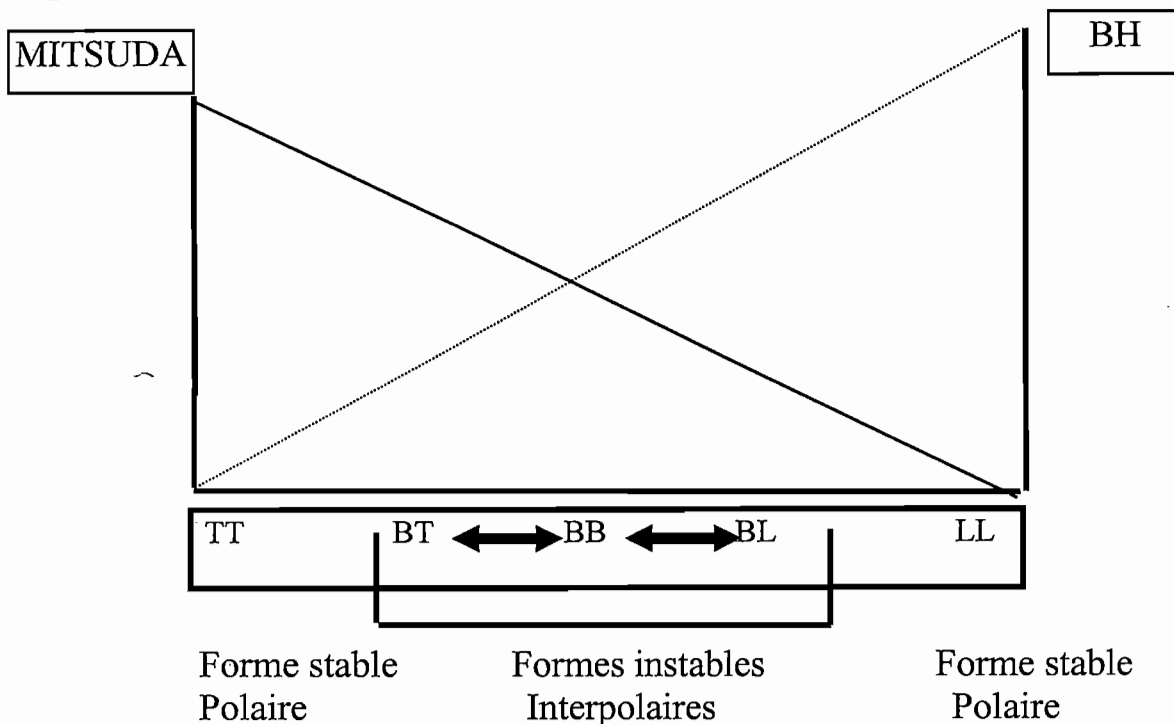 MITSUDA
BH
TT BT BB BL LL
Forme stable Formes instables Forme stable
Polaire Interpolaires Polaire